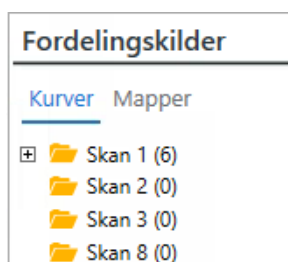 Fordelingskilder
Kurver Mapper
Skan 1 (6)
Skan 2 (0)
Skan 3 (0)
Skan 8 (0)